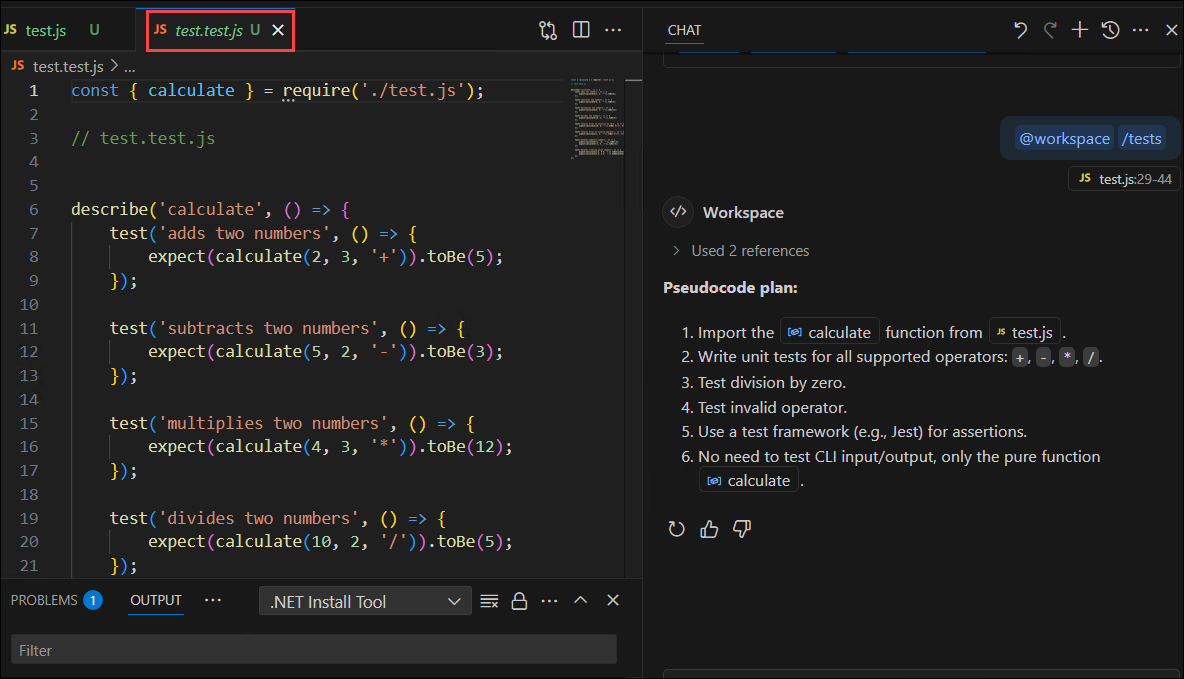 JS test.js U
JS test.test.js U
JS test.test.js > ...
1 const { calculate } = require('./test.js');
2
3 // test.test.js
4
5
6 describe('calculate', () => {
7 test('adds two numbers', () => {
8 expect(calculate(2, 3, '+')).toBe(5);
9 });
10
11 test('subtracts two numbers', () => {
12 expect(calculate(5, 2, '-')).toBe(3);
13 });
14
15 test('multiplies two numbers', () => {
16 expect(calculate(4, 3, '*')).toBe(12);
17 });
18
19 test('divides two numbers', () => {
20 expect(calculate(10, 2, '/')).toBe(5);
21 });
PROBLEMS 1 OUTPUT ...
.NET Install Tool
Filter
CHAT
@workspace /tests
JS test.js:29-44
Workspace
Used 2 references
Pseudocode plan:
1. Import the calculate function from JS test.js .
2. Write unit tests for all supported operators: +, -, *, /.
3. Test division by zero.
4. Test invalid operator.
5. Use a test framework (e.g., Jest) for assertions.
6. No need to test CLI input/output, only the pure function
calculate .